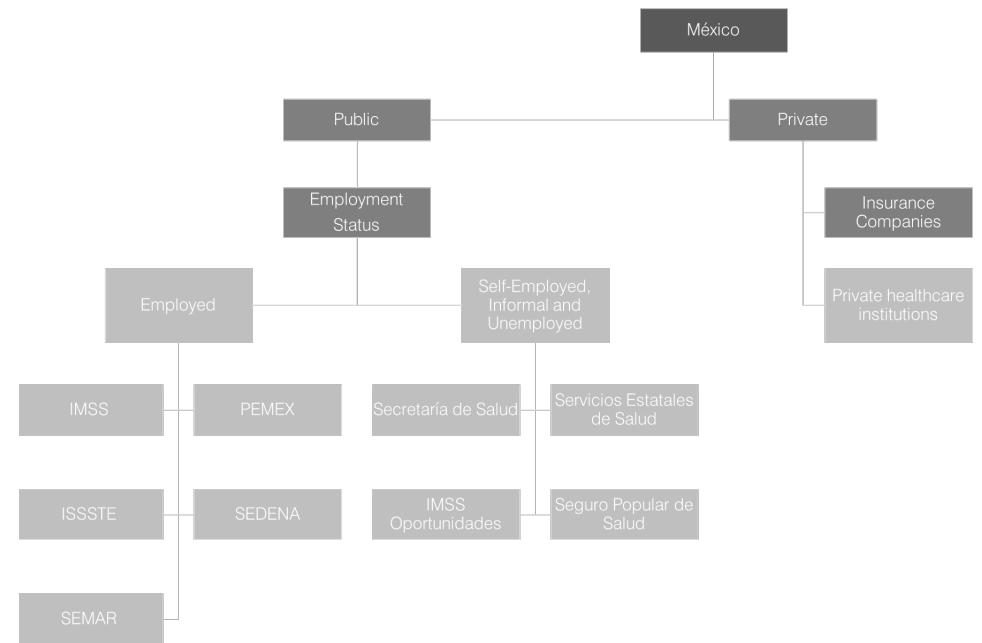 México
Public
Private
Employment
Status
Insurance
Companies
Employed
Self-Employed,
Informal and
Unemployed
Private healthcare
institutions
IMSS
PEMEX
Secretaría de Salud
Servicios Estatales
de Salud
ISSSTE
SEDENA
IMSS
Oportunidades
Seguro Popular de
Salud
SEMAR